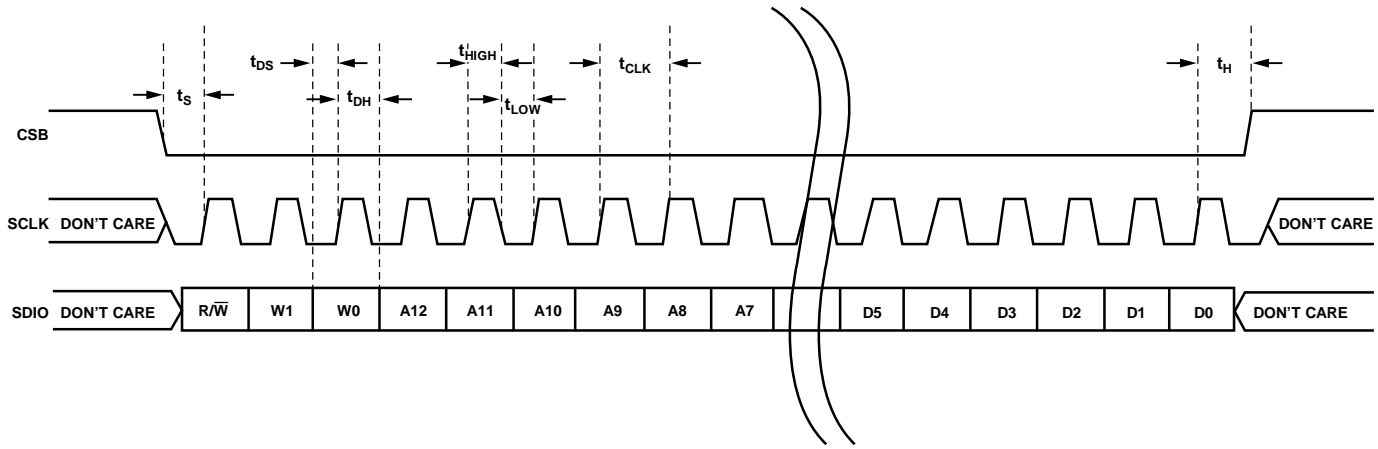 tDS
tHIGH
tCLK
tH
tS
tDH
tLOW
CSB
SCLK DON'T CARE DON'T CARE
SDIO DON'T CARE R/W̅ W1 W0 A12 A11 A10 A9 A8 A7 D5 D4 D3 D2 D1 D0 DON'T CARE